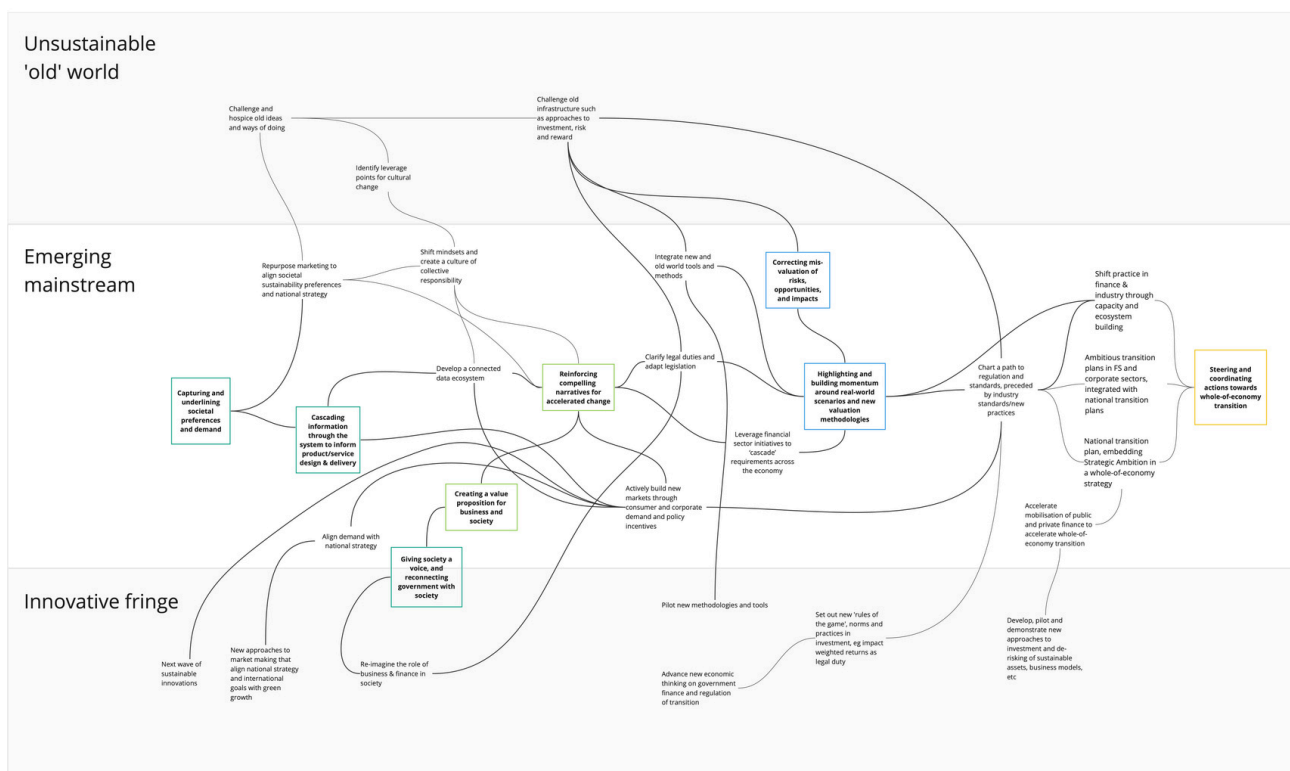 Unsustainable
'old' world
Challenge and
hospice old ideas
and ways of doing
Challenge old
infrastructure such
as approaches to
investment, risk
and reward
Identify leverage
points for cultural
change
Emerging
mainstream
Repurpose marketing to
align societal
sustainability preferences
and national strategy
Shift mindsets and
create a culture of
collective
responsibility
Integrate new and
old world tools and
methods
Correcting mis-
valuation of
risks,
opportunities,
and impacts
Shift practice in
finance &
industry through
capacity and
ecosystem
building
Capturing and
underlining
societal
preferences
and demand
Cascading
information
through the
system to inform
product/service
design & delivery
Develop a connected
data ecosystem
Reinforcing
compelling
narratives for
accelerated change
Clarify legal duties and
adapt legislation
Highlighting and
building momentum
around real-world
scenarios and new
valuation
methodologies
Chart a path to
regulation and
standards, preceded
by industry
standards/new
practices
Ambitious transition
plans in FS and
corporate sectors,
integrated with
national transition
plans
Steering and
coordinating
actions towards
whole-of-economy
transition
Leverage financial
sector initiatives to
'cascade'
requirements across
the economy
National transition
plan, embedding
Strategic Ambition in
a whole-of-economy
strategy
Creating a value
proposition for
business and
society
Actively build new
markets through
consumer and corporate
demand and policy
incentives
Accelerate
mobilisation of public
and private finance to
accelerate whole-of-
economy transition
Align demand with
national strategy
Giving society a
voice, and
reconnecting
government with
society
Innovative fringe
Pilot new methodologies and tools
Set out new 'rules of
the game', norms and
practices in
investment, eg impact
weighted returns as
legal duty
Develop, pilot and
demonstrate new
approaches to
investment and de-
risking of sustainable
assets, business models,
etc
Next wave of
sustainable
innovations
New approaches to
market making that
align national strategy
and international
goals with green
growth
Re-imagine the role of
business & finance in
society
Advance new economic
thinking on government
finance and regulation
of transition